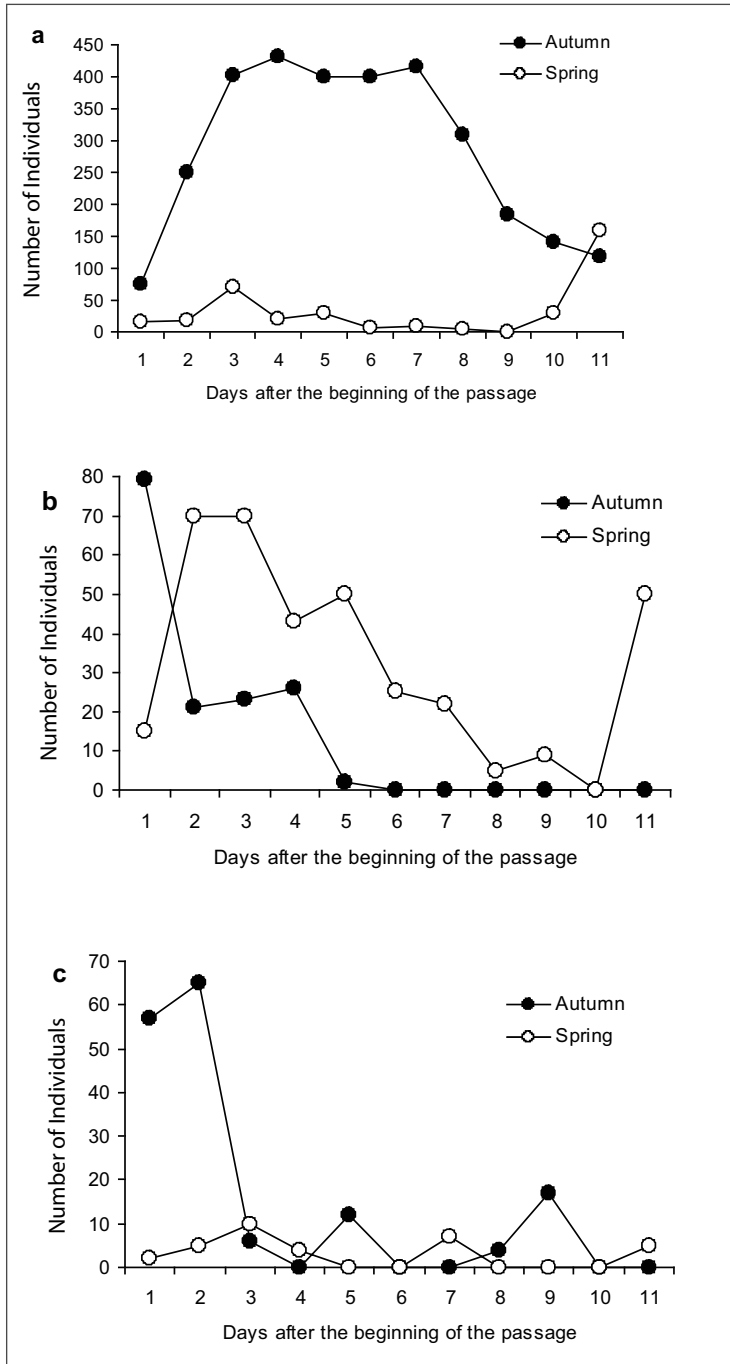 a
Autumn
Spring
Number of Individuals
450
400
350
300
250
200
150
100
50
0
1 2 3 4 5 6 7 8 9 10 11
Days after the beginning of the passage
b
Autumn
Spring
Number of Individuals
80
70
60
50
40
30
20
10
0
1 2 3 4 5 6 7 8 9 10 11
Days after the beginning of the passage
c
Autumn
Spring
Number of Individuals
70
60
50
40
30
20
10
0
1 2 3 4 5 6 7 8 9 10 11
Days after the beginning of the passage